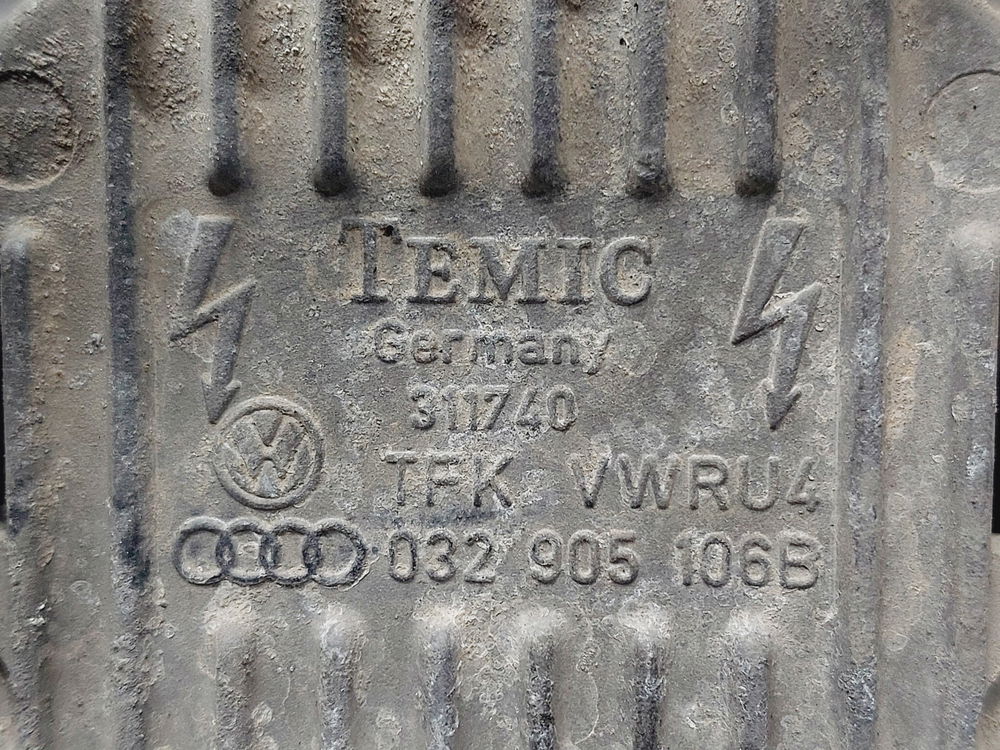 TEMIC
Germany
311740
TFK VWRU4
032 905 106B